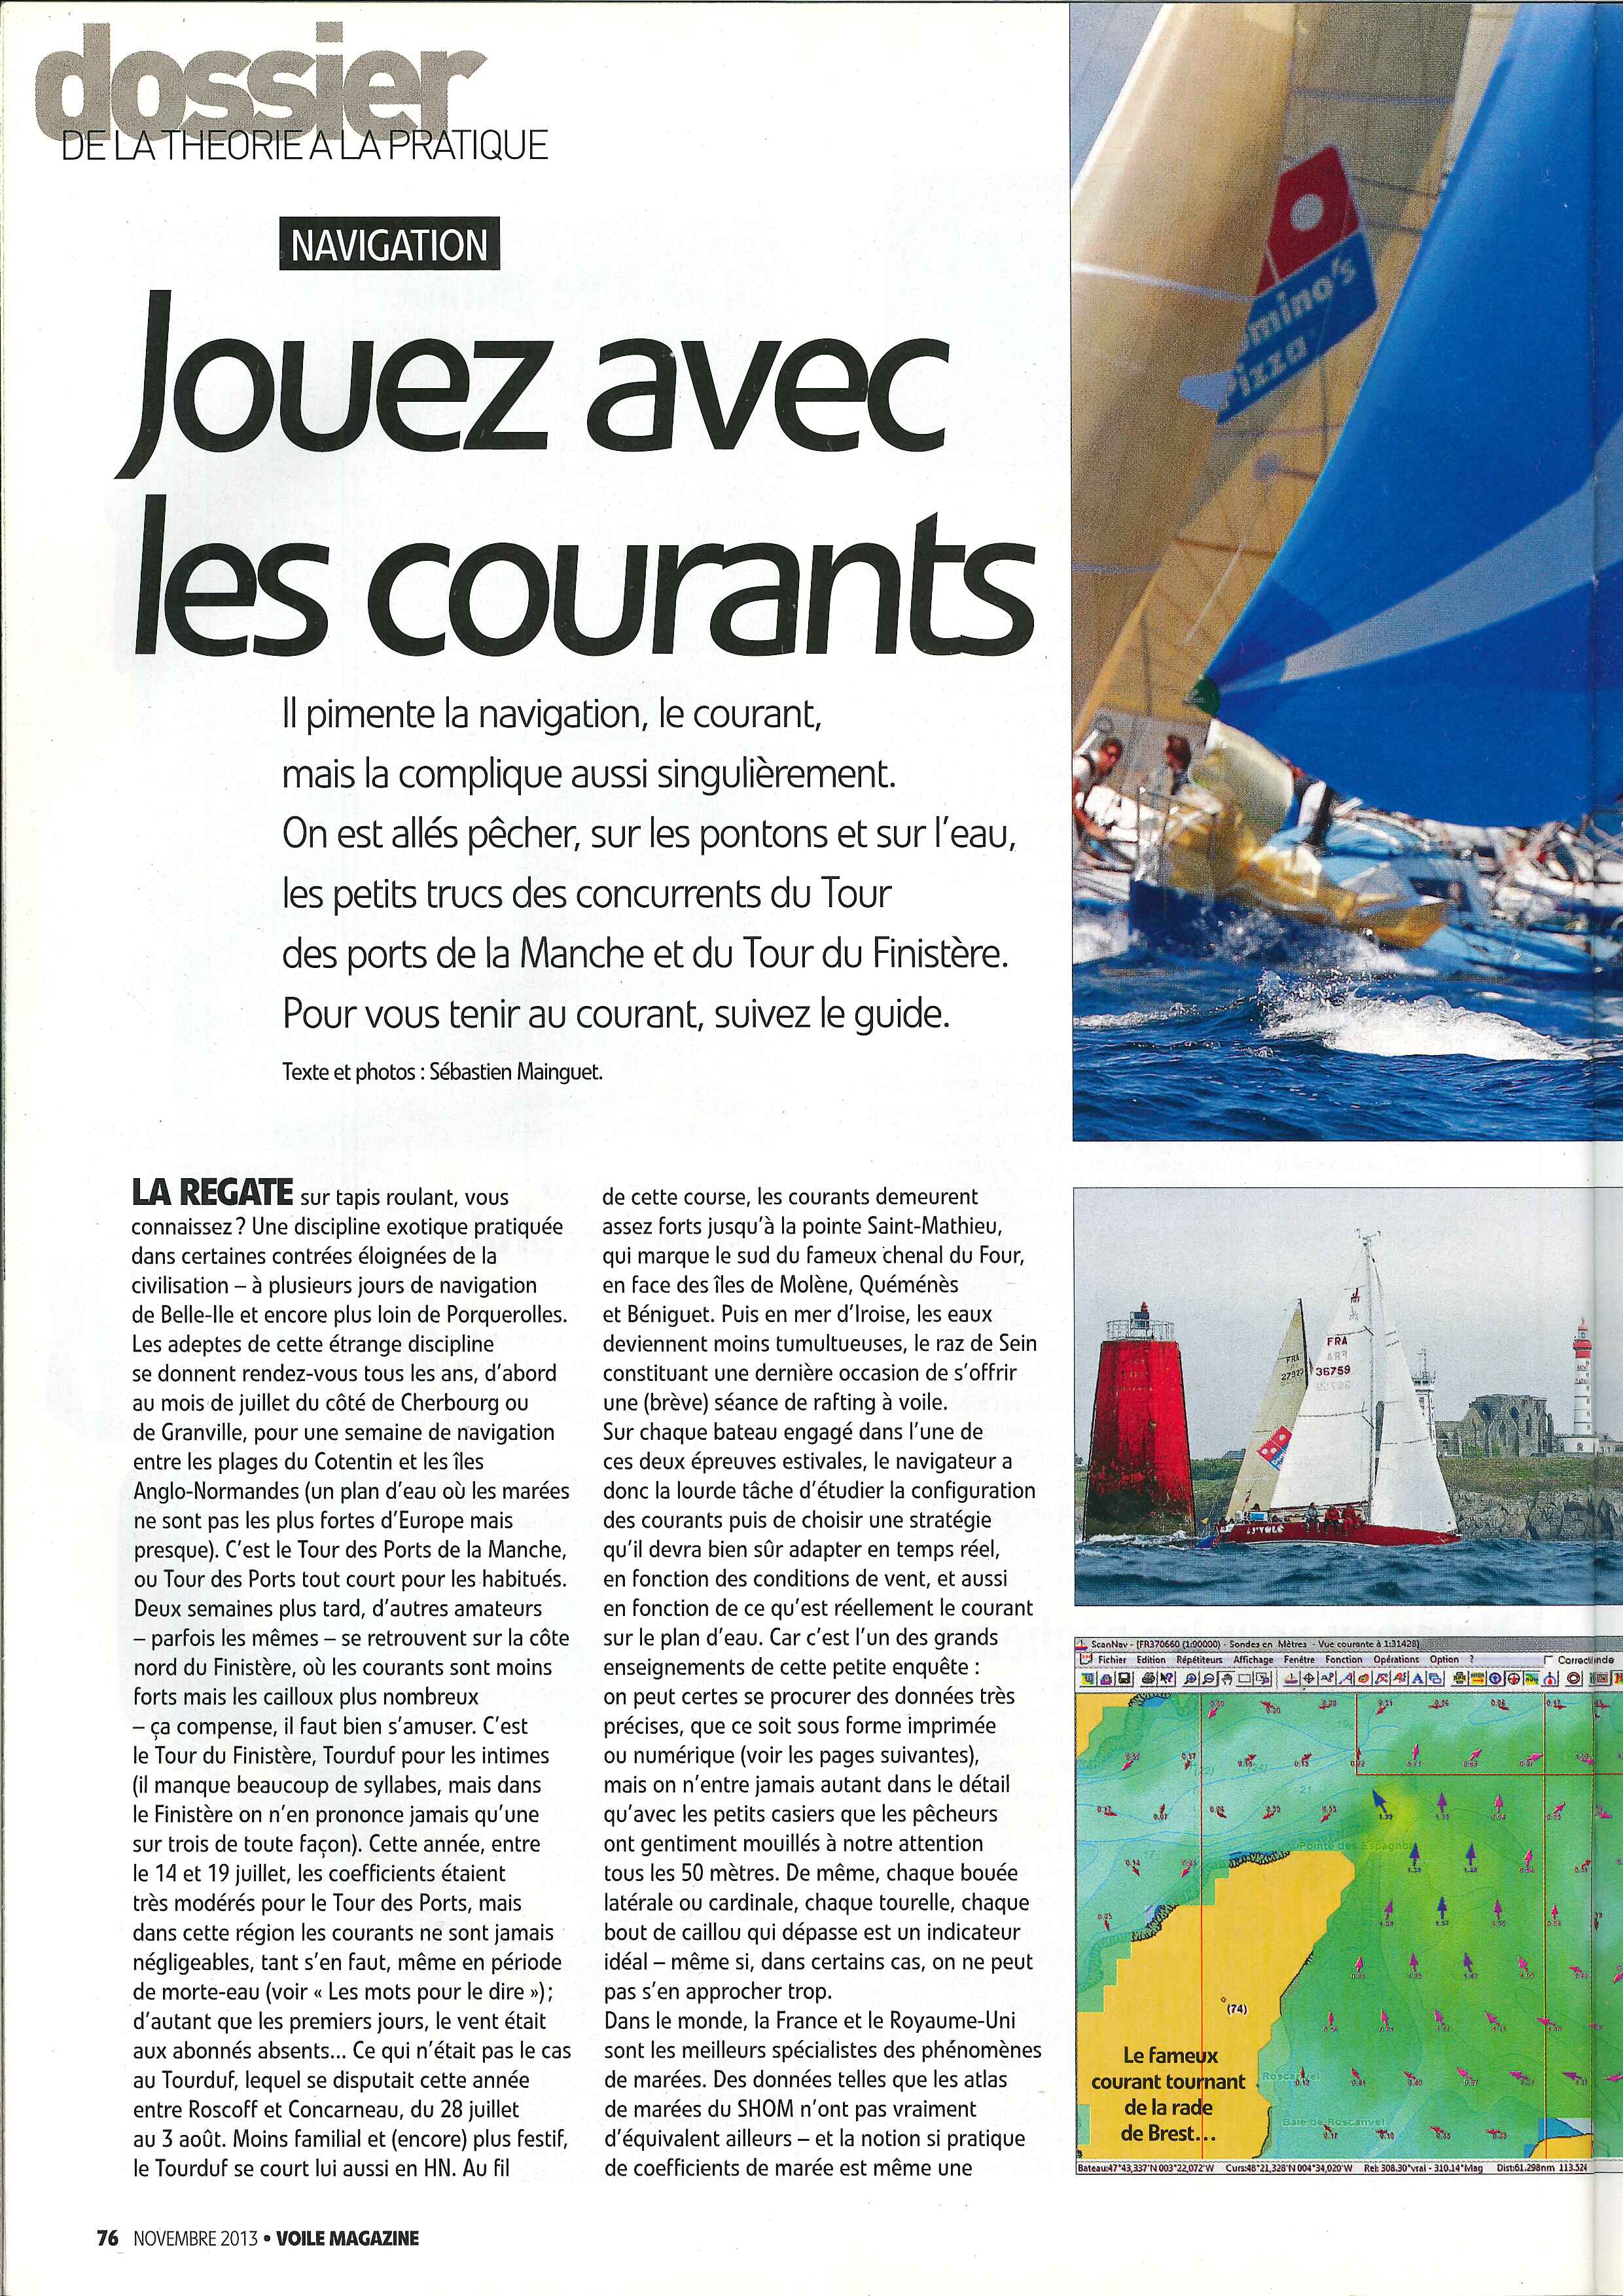 dossier
DE LA THEORIE A LA PRATIQUE
NAVIGATION
Jouez avec
les courants
Il pimente la navigation, le courant,
mais la complique aussi singulièrement.
On est allés pêcher, sur les pontons et sur l'eau,
les petits trucs des concurrents du Tour
des ports de la Manche et du Tour du Finistère.
Pour vous tenir au courant, suivez le guide.
Texte et photos : Sébastien Mainguet.
LA REGATE sur tapis roulant, vous
connaissez ? Une discipline exotique pratiquée
dans certaines contrées éloignées de la
civilisation – à plusieurs jours de navigation
de Belle-Ile et encore plus loin de Porquerolles.
Les adeptes de cette étrange discipline
se donnent rendez-vous tous les ans, d'abord
au mois de juillet du côté de Cherbourg ou
de Granville, pour une semaine de navigation
entre les plages du Cotentin et les îles
Anglo-Normandes (un plan d'eau où les marées
ne sont pas les plus fortes d'Europe mais
presque). C'est le Tour des Ports de la Manche,
ou Tour des Ports tout court pour les habitués.
Deux semaines plus tard, d'autres amateurs
– parfois les mêmes – se retrouvent sur la côte
nord du Finistère, où les courants sont moins
forts mais les cailloux plus nombreux
– ça compense, il faut bien s'amuser. C'est
le Tour du Finistère, Tourduf pour les intimes
(il manque beaucoup de syllabes, mais dans
le Finistère on n'en prononce jamais qu'une
sur trois de toute façon). Cette année, entre
le 14 et 19 juillet, les coefficients étaient
très modérés pour le Tour des Ports, mais
dans cette région les courants ne sont jamais
négligeables, tant s'en faut, même en période
de morte-eau (voir « Les mots pour le dire ») ;
d'autant que les premiers jours, le vent était
aux abonnés absents... Ce qui n'était pas le cas
au Tourduf, lequel se disputait cette année
entre Roscoff et Concarneau, du 28 juillet
au 3 août. Moins familial et (encore) plus festif,
le Tourduf se court lui aussi en HN. Au fil
de cette course, les courants demeurent
assez forts jusqu'à la pointe Saint-Mathieu,
qui marque le sud du fameux chenal du Four,
en face des îles de Molène, Quéménès
et Béniguet. Puis en mer d'Iroise, les eaux
deviennent moins tumultueuses, le raz de Sein
constituant une dernière occasion de s'offrir
une (brève) séance de rafting à voile.
Sur chaque bateau engagé dans l'une de
ces deux épreuves estivales, le navigateur a
donc la lourde tâche d'étudier la configuration
des courants puis de choisir une stratégie
qu'il devra bien sûr adapter en temps réel,
en fonction des conditions de vent, et aussi
en fonction de ce qu'est réellement le courant
sur le plan d'eau. Car c'est l'un des grands
enseignements de cette petite enquête :
on peut certes se procurer des données très
précises, que ce soit sous forme imprimée
ou numérique (voir les pages suivantes),
mais on n'entre jamais autant dans le détail
qu'avec les petits casiers que les pêcheurs
ont gentiment mouillés à notre attention
tous les 50 mètres. De même, chaque bouée
latérale ou cardinale, chaque tourelle, chaque
bout de caillou qui dépasse est un indicateur
idéal – même si, dans certains cas, on ne peut
pas s'en approcher trop.
Dans le monde, la France et le Royaume-Uni
sont les meilleurs spécialistes des phénomènes
de marées. Des données telles que les atlas
de marées du SHOM n'ont pas vraiment
d'équivalent ailleurs – et la notion si pratique
de coefficients de marée est même une
mino's
Pizza
FRA
36759
FRA
ScanNav - [FR370660 (1:90000) - Sondes en Mètres - Vue courante à 1:31428]
Fichier Edition Répétiteurs Affichage Fenêtre Fonction Opérations Option ?
Pointe des Espagnols
(74)
Roscanvel
Baie de Roscanvel
Le fameux
courant tournant
de la rade
de Brest...
Bateau:47°43,337'N 003°22,072'W Curs:48°21,328'N 004°34,020'W Rel: 308.30°vrai - 310.14°Mag Dist:61.298nm 113.524
76 NOVEMBRE 2013 • VOILE MAGAZINE